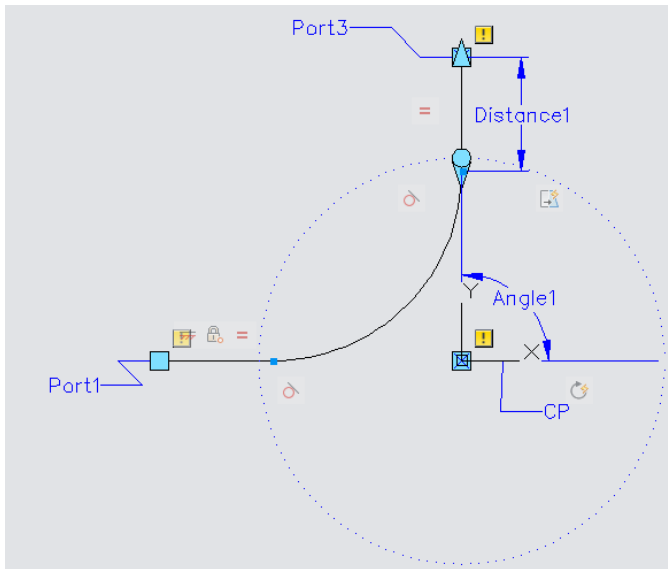 Port3
Distance1
Y
Angle1
X
Port1
CP